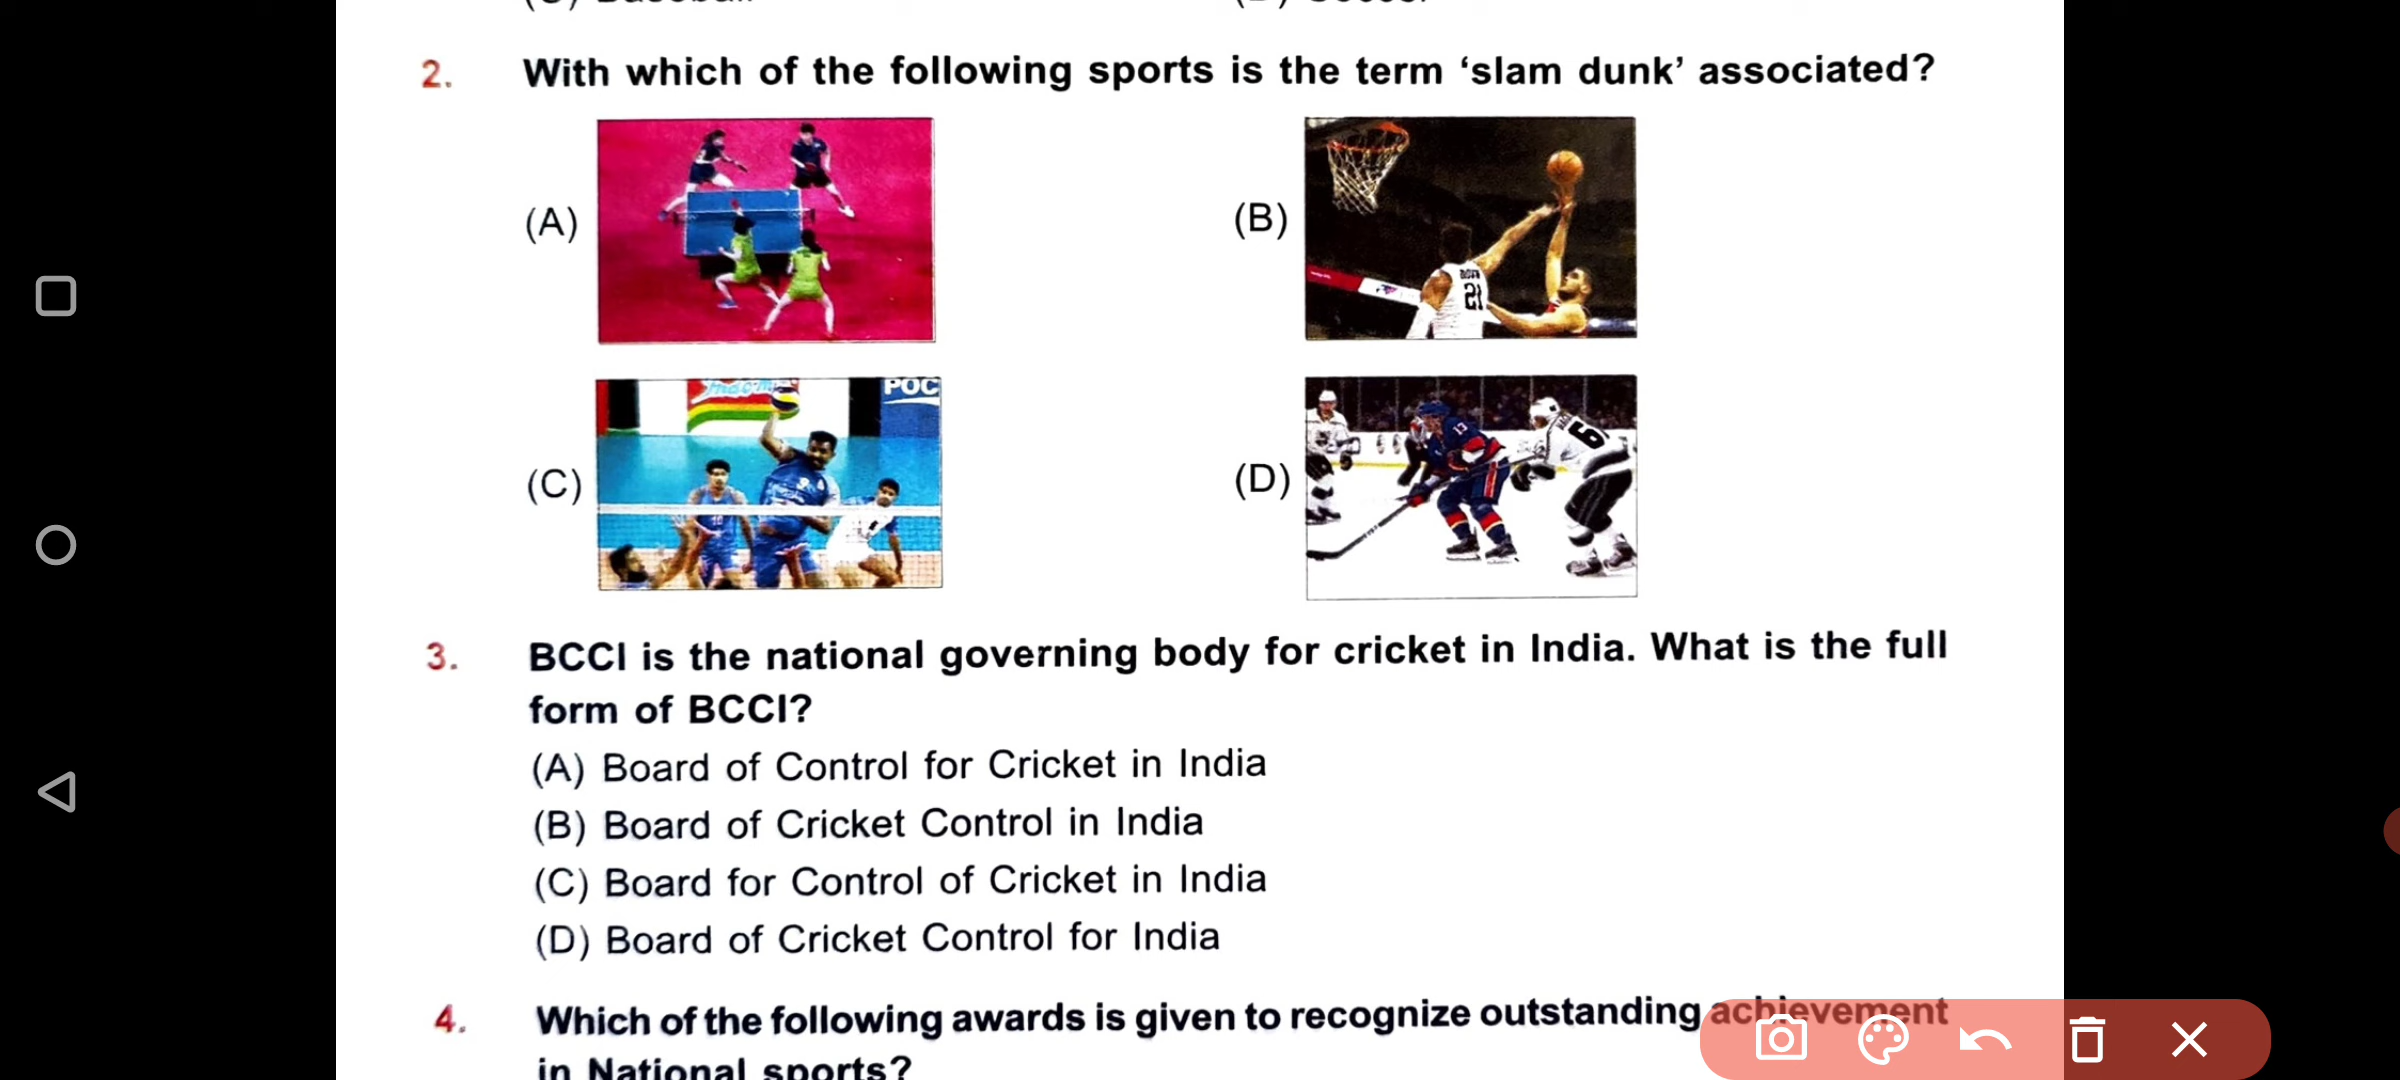 2. With which of the following sports is the term ‘slam dunk’ associated?
(A)
(B)
21
(C)
POC
(D)
13
3. BCCI is the national governing body for cricket in India. What is the full
form of BCCI?
(A) Board of Control for Cricket in India
(B) Board of Cricket Control in India
(C) Board for Control of Cricket in India
(D) Board of Cricket Control for India
4. Which of the following awards is given to recognize outstanding achievement
in National sports?